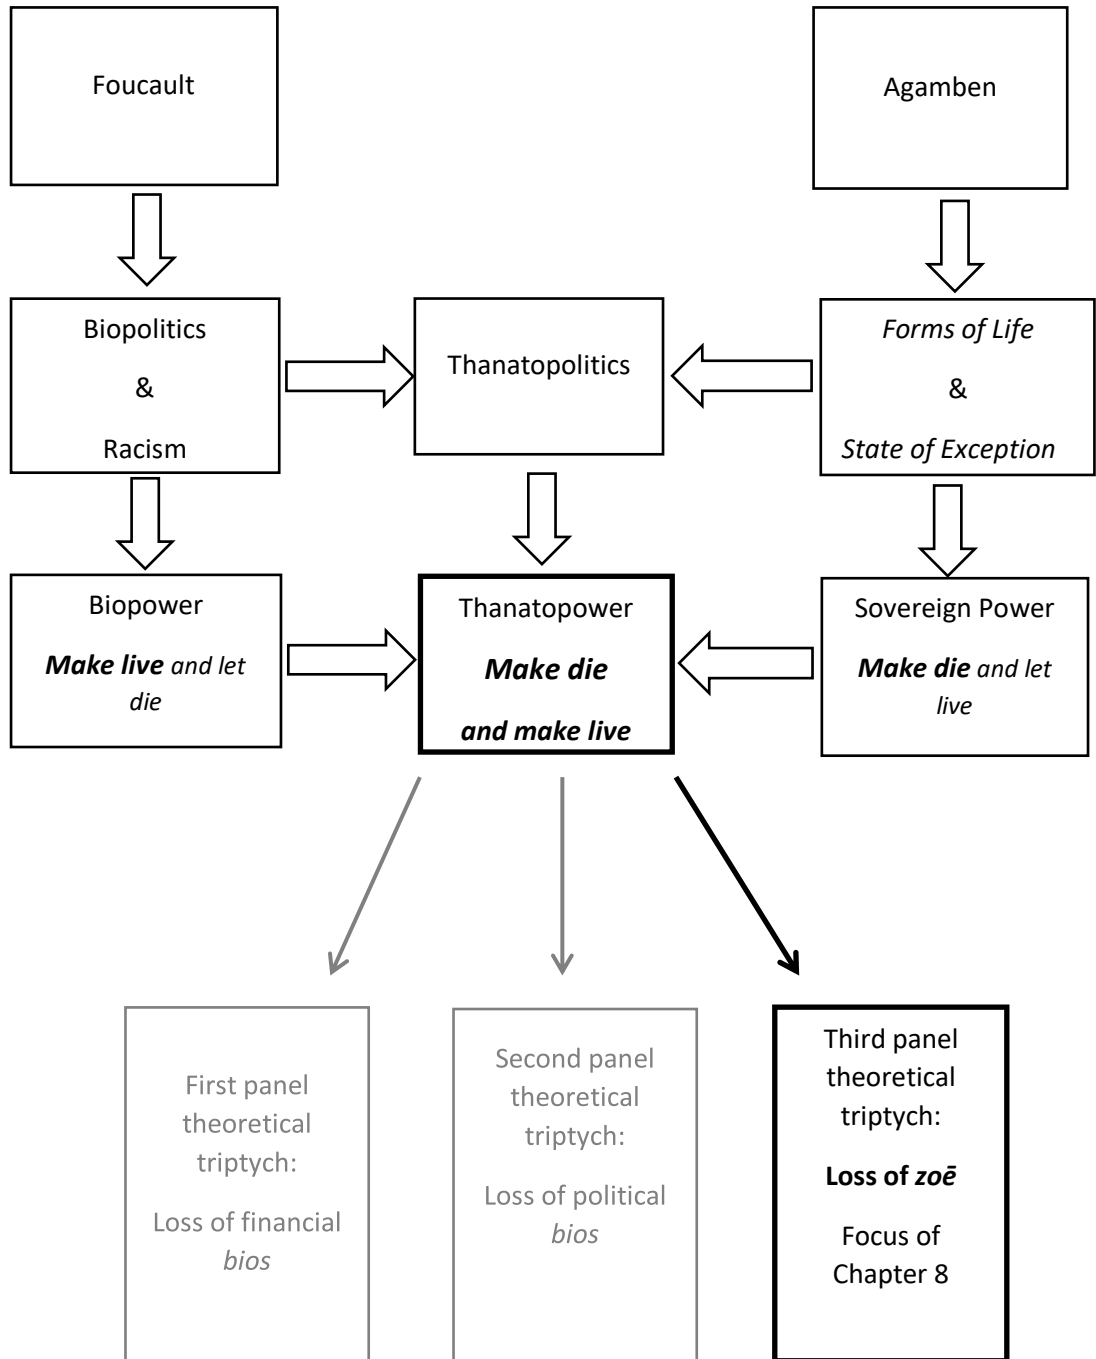 Foucault
Agamben
Biopolitics
&
Racism
Thanatopolitics
Forms of Life
&
State of Exception
Biopower
Make live and let
die
Thanatopower
Make die
and make live
Sovereign Power
Make die and let
live
First panel
theoretical
triptych:
Loss of financial
bios
Second panel
theoretical
triptych:
Loss of political
bios
Third panel
theoretical
triptych:
Loss of zoē
Focus of
Chapter 8